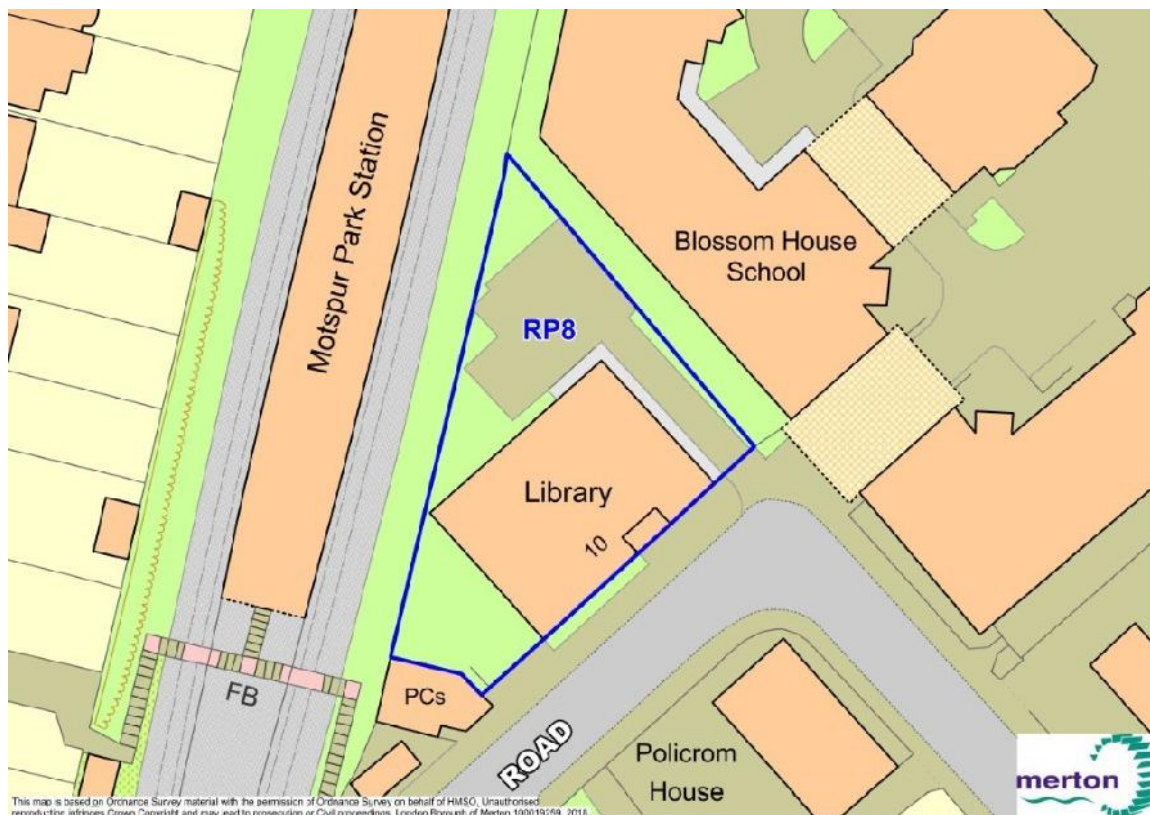 Motspur Park Station
Blossom House
School
RP8
Library
10
FB
PCs
ROAD
Policrom
House
merton
This map is based on Ordnance Survey material with the permission of Ordnance Survey on behalf of HMSO, Unauthorised
reproduction infringes Crown Copyright and may lead to prosecution or Civil proceedings. London Borough of Merton 100019259, 2018